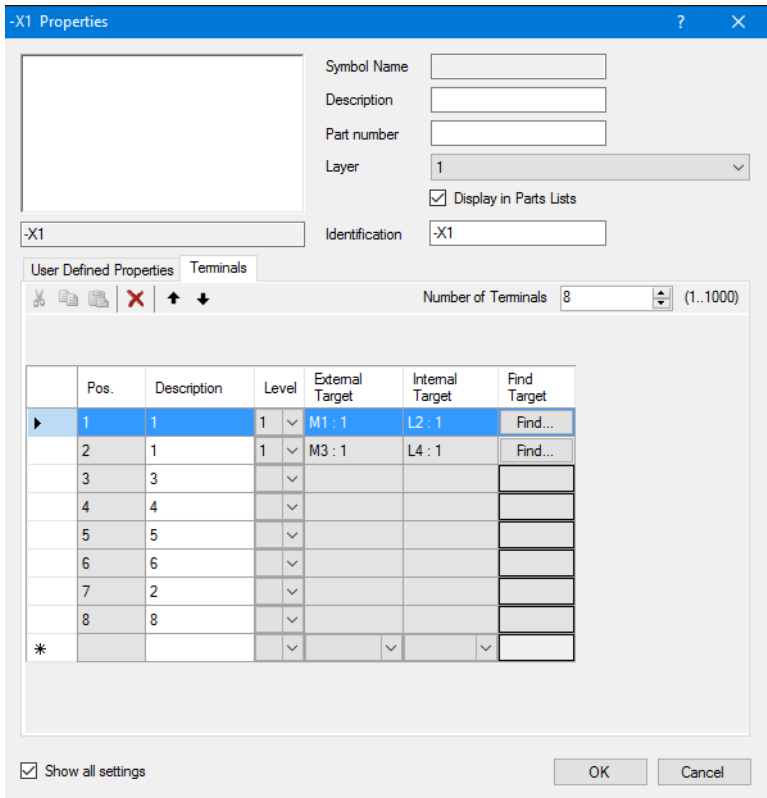 -X1 Properties
?
Symbol Name
Description
Part number
Layer
1
Display in Parts Lists
-X1
Identification
-X1
User Defined Properties
Terminals
Number of Terminals
8
(1..1000)
Pos. Description Level External Target Internal Target Find Target
1 1 1 M1 : 1 L2 : 1 Find...
2 1 1 M3 : 1 L4 : 1 Find...
3 3
4 4
5 5
6 6
7 2
8 8
Show all settings
OK
Cancel